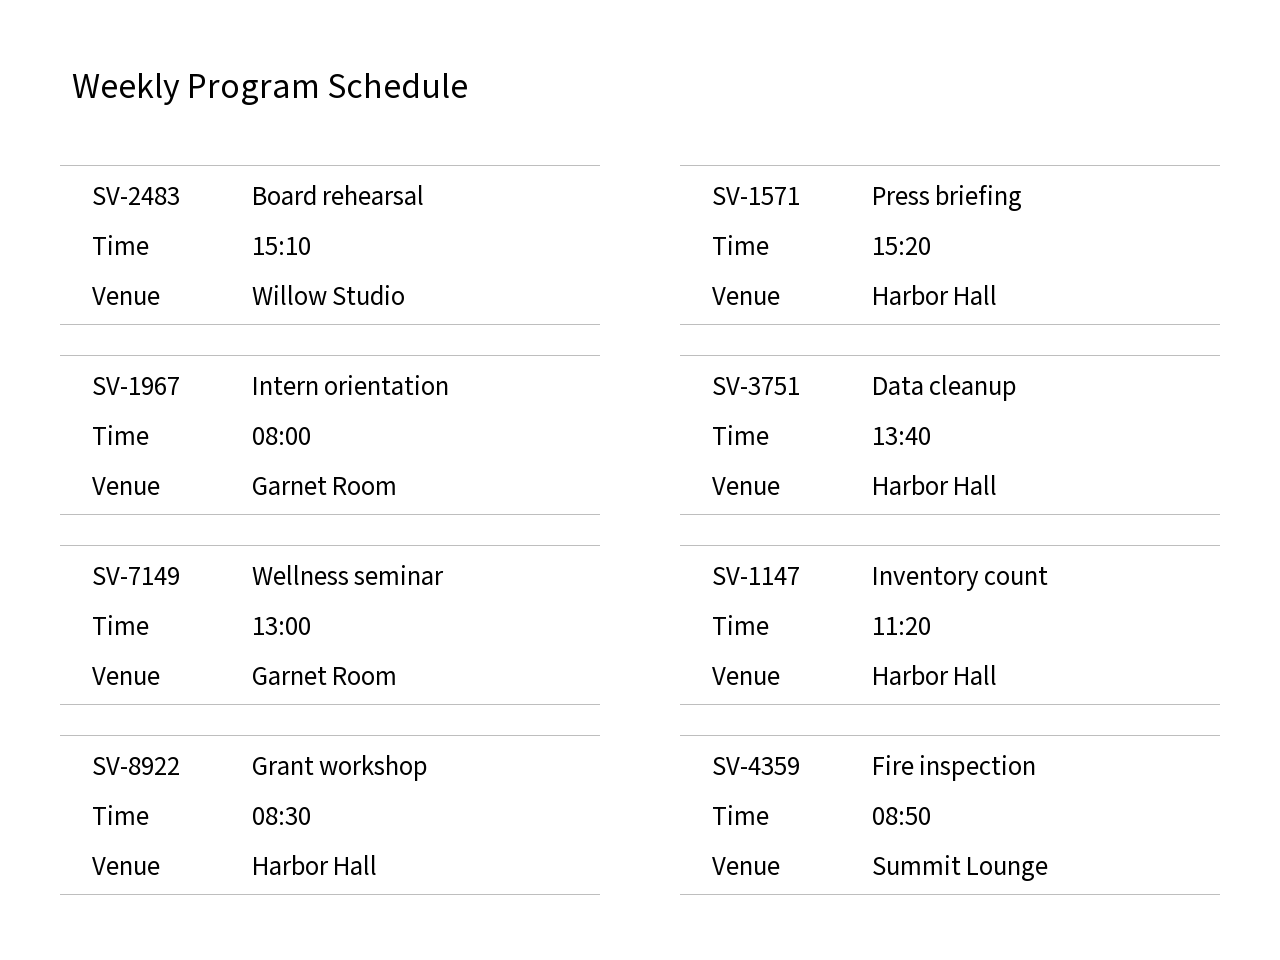 Weekly Program Schedule
SV-2483 Board rehearsal
Time 15:10
Venue Willow Studio
SV-1967 Intern orientation
Time 08:00
Venue Garnet Room
SV-7149 Wellness seminar
Time 13:00
Venue Garnet Room
SV-8922 Grant workshop
Time 08:30
Venue Harbor Hall
SV-1571 Press briefing
Time 15:20
Venue Harbor Hall
SV-3751 Data cleanup
Time 13:40
Venue Harbor Hall
SV-1147 Inventory count
Time 11:20
Venue Harbor Hall
SV-4359 Fire inspection
Time 08:50
Venue Summit Lounge